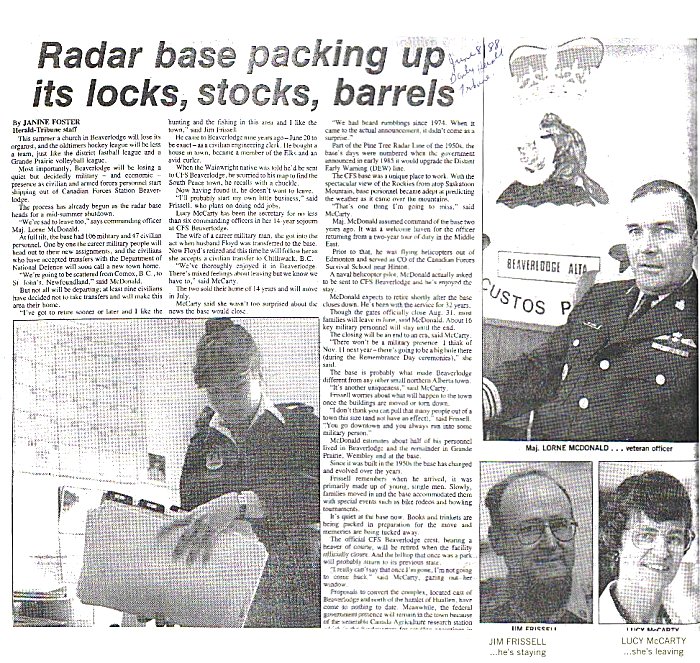 Radar base packing up
its locks, stocks, barrels
June 8/88
By JANINE FOSTER
Herald-Tribune staff
This summer a church in Beaverlodge will lose its
organist, and the oldtimers hockey league will be less
a team, just like the district fastball league and a
Grande Prairie volleyball league.
Most importantly, Beaverlodge will be losing a
quiet but decidedly military – and economic –
presence as civilian and armed forces personnel start
shipping out of Canadian Forces Station Beaver-
lodge.
The process has already begun as the radar base
heads for a mid-summer shutdown.
"We're sad to leave too," says commanding officer
Maj. Lorne McDonald.
At full tilt, the base had 106 military and 47 civilian
personnel. One by one the career military people will
head out to their new assignments, and the civilians
who have accepted transfers with the Department of
National Defence will soon call a new town home.
"We're going to be scattered from Comox, B.C., to
St. John's, Newfoundland," said McDonald.
But not all will be departing; at least nine civilians
have decided not to take transfers and will make this
area their home.
"I've got to retire sooner or later and I like the
hunting and the fishing in this area and I like the
town," said Jim Frissell.
He came to Beaverlodge nine years ago – June 20 to
be exact – as a civilian engineering clerk. He bought a
house in town, became a member of the Elks and an
avid curler.
When the Wainwright native was told he'd be sent
to CFS Beaverlodge, he stormed to him up to find the
South Peace town, he recalls with a chuckle.
Now having found it, he doesn't want to leave.
"I'll probably start my own little business," said
Frissell, who plans on doing odd jobs.
Lucy McCarty has been the secretary for no less
than six commanding officers in her 14-year sojourn
at CFS Beaverlodge.
The wife of a career military man, she got into the
act when husband Floyd was transferred to the base.
Now Floyd's retired and this time he will follow her as
she accepts a civilian transfer to Chilliwack, B.C.
"We've thoroughly enjoyed it in Beaverlodge.
There's mixed feelings about leaving but we know we
have to," said McCarty.
The two sold their home of 14 years and will move
in July.
McCarty said she wasn't too surprised about the
news the base would close.
"We had heard rumblings since 1974. When it
came to the actual announcement, it didn't come as a
surprise."
Part of the Pine Tree Radar Line of the 1950s, the
base's days were numbered when the government
announced in early 1985 it would upgrade the Distant
Early Warning (DEW) line.
The CFS base was a unique place to work. With the
spectacular view of the Rockies from atop Saskatoon
Mountain, base personnel became adept at predicting
the weather as it came over the mountains.
"That's one thing I'm going to miss," said
McCarty.
Maj. McDonald assumed command of the base two
years ago. It was a welcome haven for the officer
returning from a two-year tour of duty in the Middle
East.
Prior to that, he was flying helicopters out of
Edmonton and served as CO of the Canadian Forces
Survival School near Hinton.
A naval helicopter pilot, McDonald actually asked
to be sent to CFS Beaverlodge and he's enjoyed the
stay.
McDonald expects to retire shortly after the base
closes down. He's been with the service for 32 years.
Though the gates officially close Aug. 31, most
families will leave in June, said McDonald. About 16
key military personnel will stay until the end.
The closing will be an end to an era, said McCarty.
"There won't be a military presence. I think of
Nov. 11 next year – there's going to be a big hole there
(during the Remembrance Day ceremonies)," she
said.
The base is probably what made Beaverlodge
different from any other small northern Alberta town.
"It's another uniqueness," said McCarty.
Frissell worries about what will happen to the town
once the buildings are moved or torn down.
"I don't think you can pull that many people out of a
town this size (and not have an effect)," said Frissell.
"You go downtown and you always run into some
military person."
McDonald estimates about half of his personnel
lived in Beaverlodge and the remainder in Grande
Prairie, Wembley and at the base.
Since it was built in the 1950s the base has changed
and evolved over the years.
Frissell remembers when he arrived, it was
primarily made up of young, single men. Slowly,
families moved in and the base accommodated them
with special events such as bike rodeos and bowling
tournaments.
It's quiet at the base now. Books and trinkets are
being packed in preparation for the move and
memories are being tucked away.
The official CFS Beaverlodge crest, bearing a
beaver of course, will be retired when the facility
officially closes. And the hilltop that once was a park
will probably return to its previous state.
"I really can't say that once I'm gone, I'm not going
to come back," said McCarty, gazing out her
window.
Proposals to convert the complex, located east of
Beaverlodge and north of the hamlet of Huallen, have
come to nothing to date. Meanwhile, the federal
government presence will remain in the town because
of the venerable Canada Agriculture research station
BEAVERLODGE ALTA
CUSTOS P
Maj. LORNE MCDONALD . . . veteran officer
JIM FRISSELL
LUCY McCARTY
JIM FRISSELL
...he's staying
LUCY McCARTY
...she's leaving